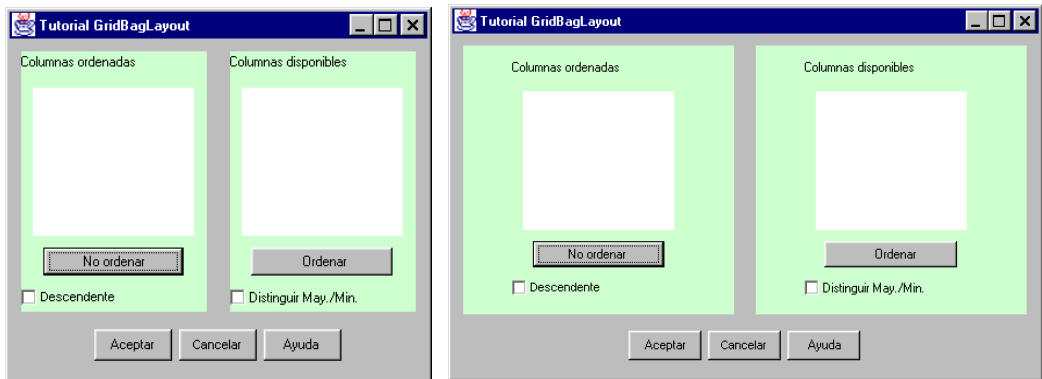 Tutorial GridBagLayout
Columnas ordenadas
Columnas disponibles
No ordenar
Ordenar
Descendente
Distinguir May./Min.
Aceptar
Cancelar
Ayuda
Tutorial GridBagLayout
Columnas ordenadas
Columnas disponibles
No ordenar
Ordenar
Descendente
Distinguir May./Min.
Aceptar
Cancelar
Ayuda